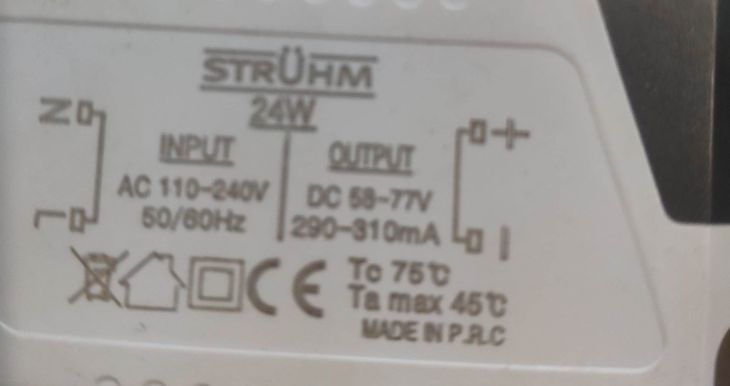 STRÜHM
24W
N
INPUT
OUTPUT
+
AC 110-240V
DC 58-77V
50/60Hz
290-310mA
L
-
CE
Tc 75℃
Ta max 45℃
MADE IN P.R.C